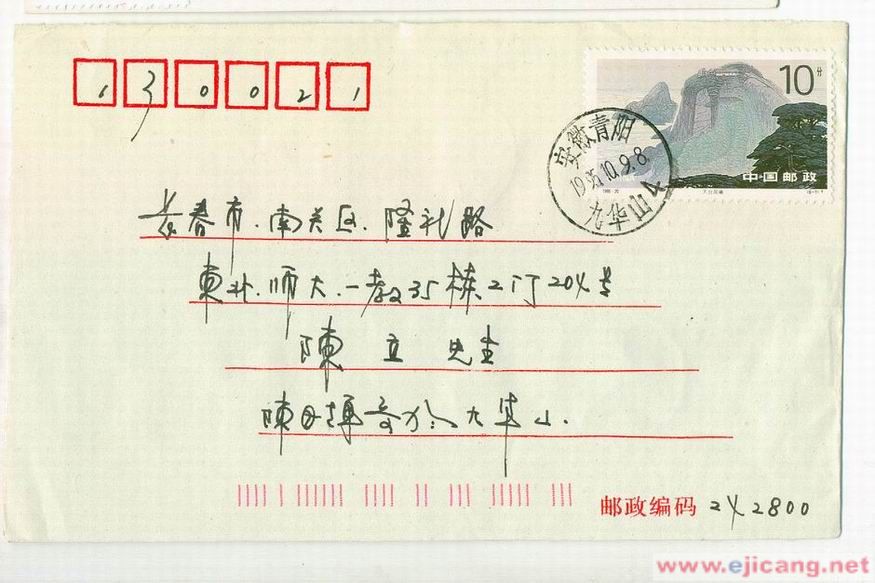 130021
10分
中国邮政
安徽青阳
1995.10.9.8.
九华山
长春市.南关区.隆礼路
東北.师大.一教35栋2门204号
陳立先生
陳日
寄於九华山.
邮政编码 242800
www.ejicang.net